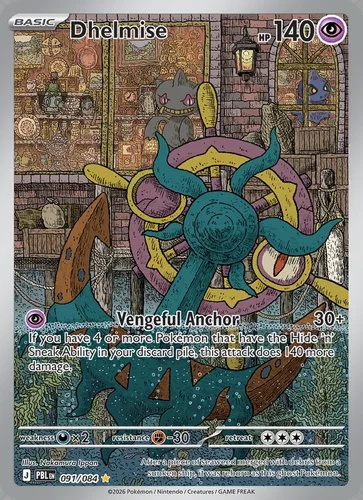 BASIC
Dhelmise
HP 140
Vengeful Anchor 30+
If you have 4 or more Pokémon that have the Hide 'n'
Sneak Ability in your discard pile, this attack does 140 more
damage.
weakness ×2 resistance -30 retreat
Illus. Nakamura Ippan
J PBL EN 091/084
After a piece of seaweed merged with debris from a
sunken ship, it was reborn as this ghost Pokémon.
©2026 Pokémon / Nintendo / Creatures / GAME FREAK